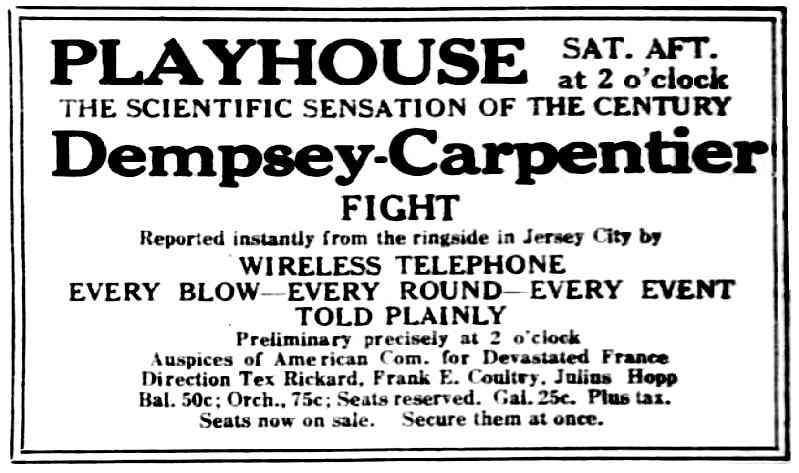 PLAYHOUSE SAT. AFT. at 2 o'clock
THE SCIENTIFIC SENSATION OF THE CENTURY
Dempsey-Carpentier
FIGHT
Reported instantly from the ringside in Jersey City by
WIRELESS TELEPHONE
EVERY BLOW—EVERY ROUND—EVERY EVENT
TOLD PLAINLY
Preliminary precisely at 2 o'clock
Auspices of American Com. for Devastated France
Direction Tex Rickard, Frank E. Coultry, Julius Hopp
Bal. 50c; Orch., 75c; Seats reserved. Gal. 25c. Plus tax.
Seats now on sale. Secure them at once.